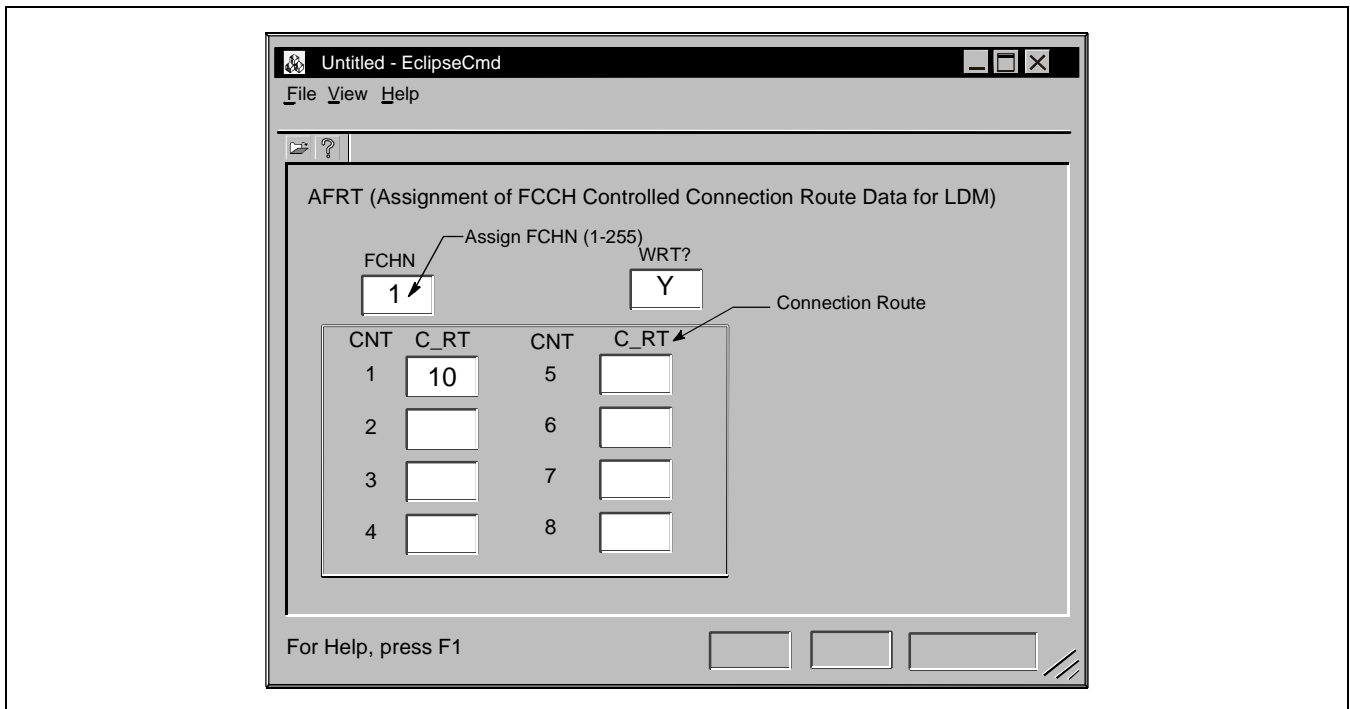 Untitled - EclipseCmd
File View Help
?
AFRT (Assignment of FCCH Controlled Connection Route Data for LDM)
Assign FCHN (1-255)
FCHN WRT?
1 Y
Connection Route
CNT C_RT CNT C_RT
1 10 5
2 6
3 7
4 8
For Help, press F1